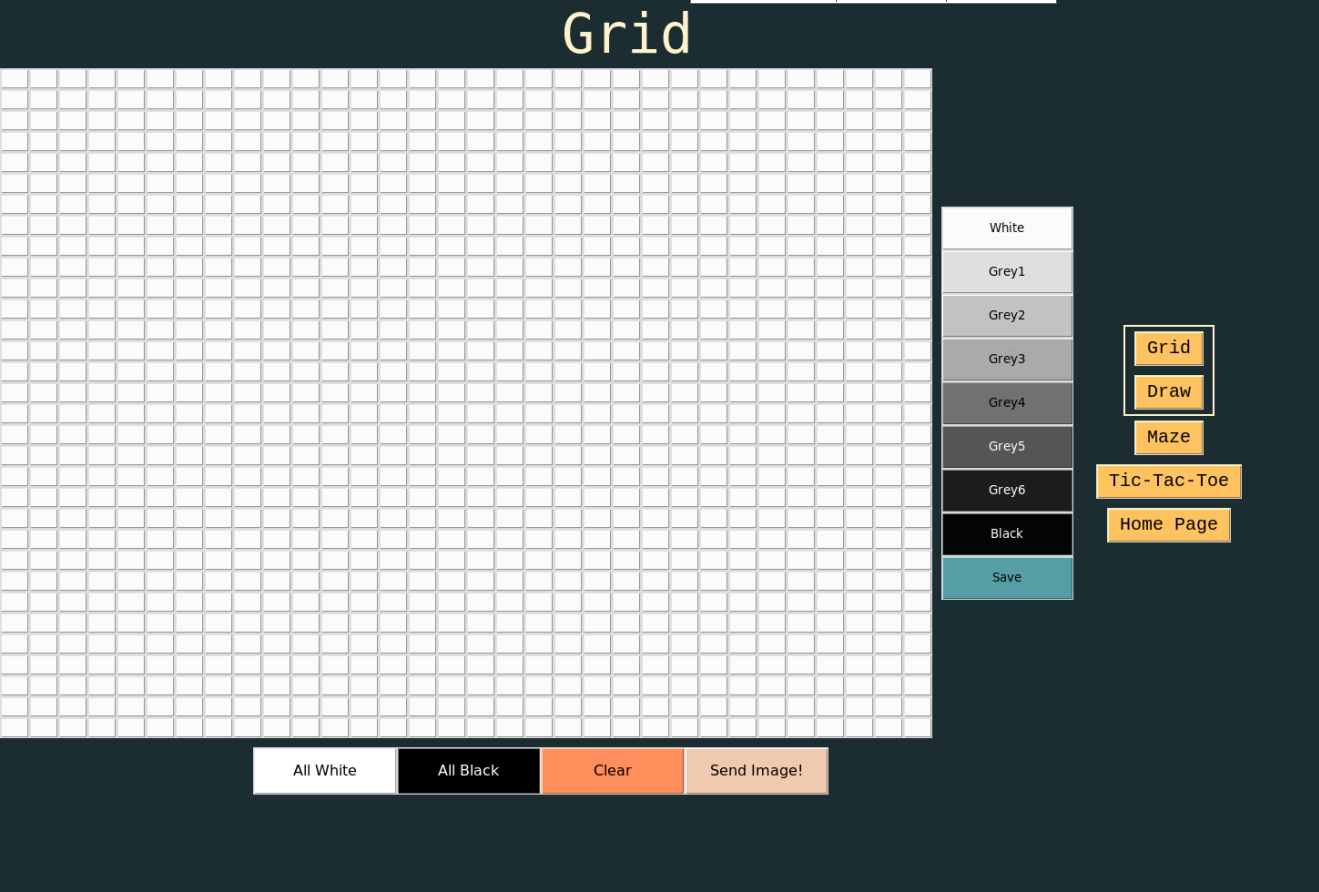 Grid
White
Grey1
Grey2
Grey3
Grey4
Grey5
Grey6
Black
Save
Grid
Draw
Maze
Tic-Tac-Toe
Home Page
All White
All Black
Clear
Send Image!